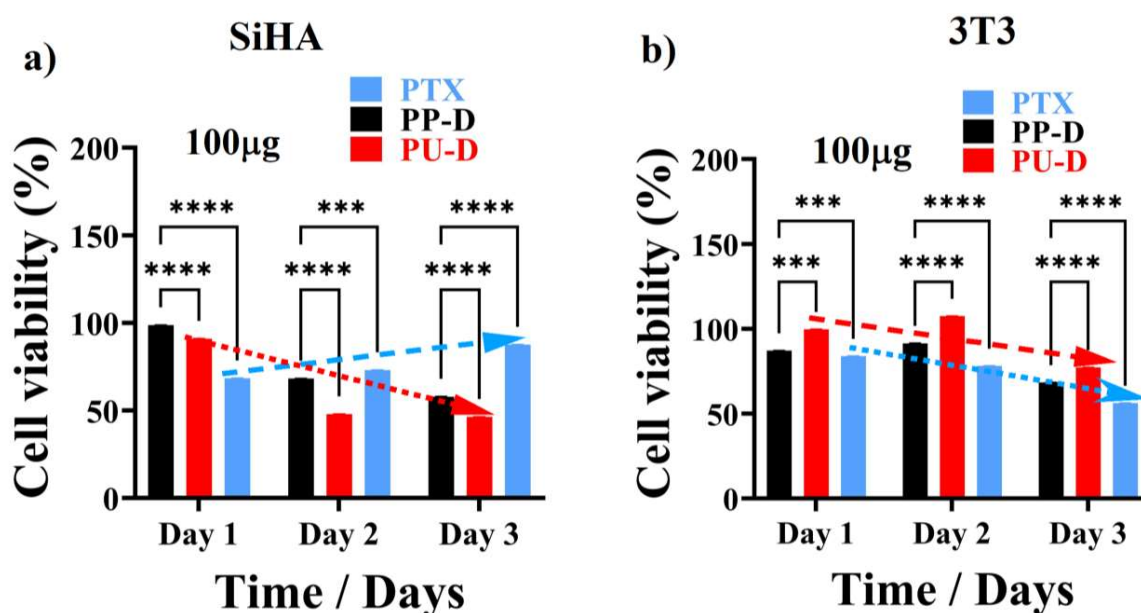 a)
SiHA
PTX
PP-D
PU-D
100µg
Cell viability (%)
200
150
100
50
0
**** *** ****
**** **** ****
Day 1 Day 2 Day 3
Time / Days
b)
3T3
PTX
PP-D
PU-D
100µg
Cell viability (%)
200
150
100
50
0
*** **** ****
*** **** ****
Day 1 Day 2 Day 3
Time / Days